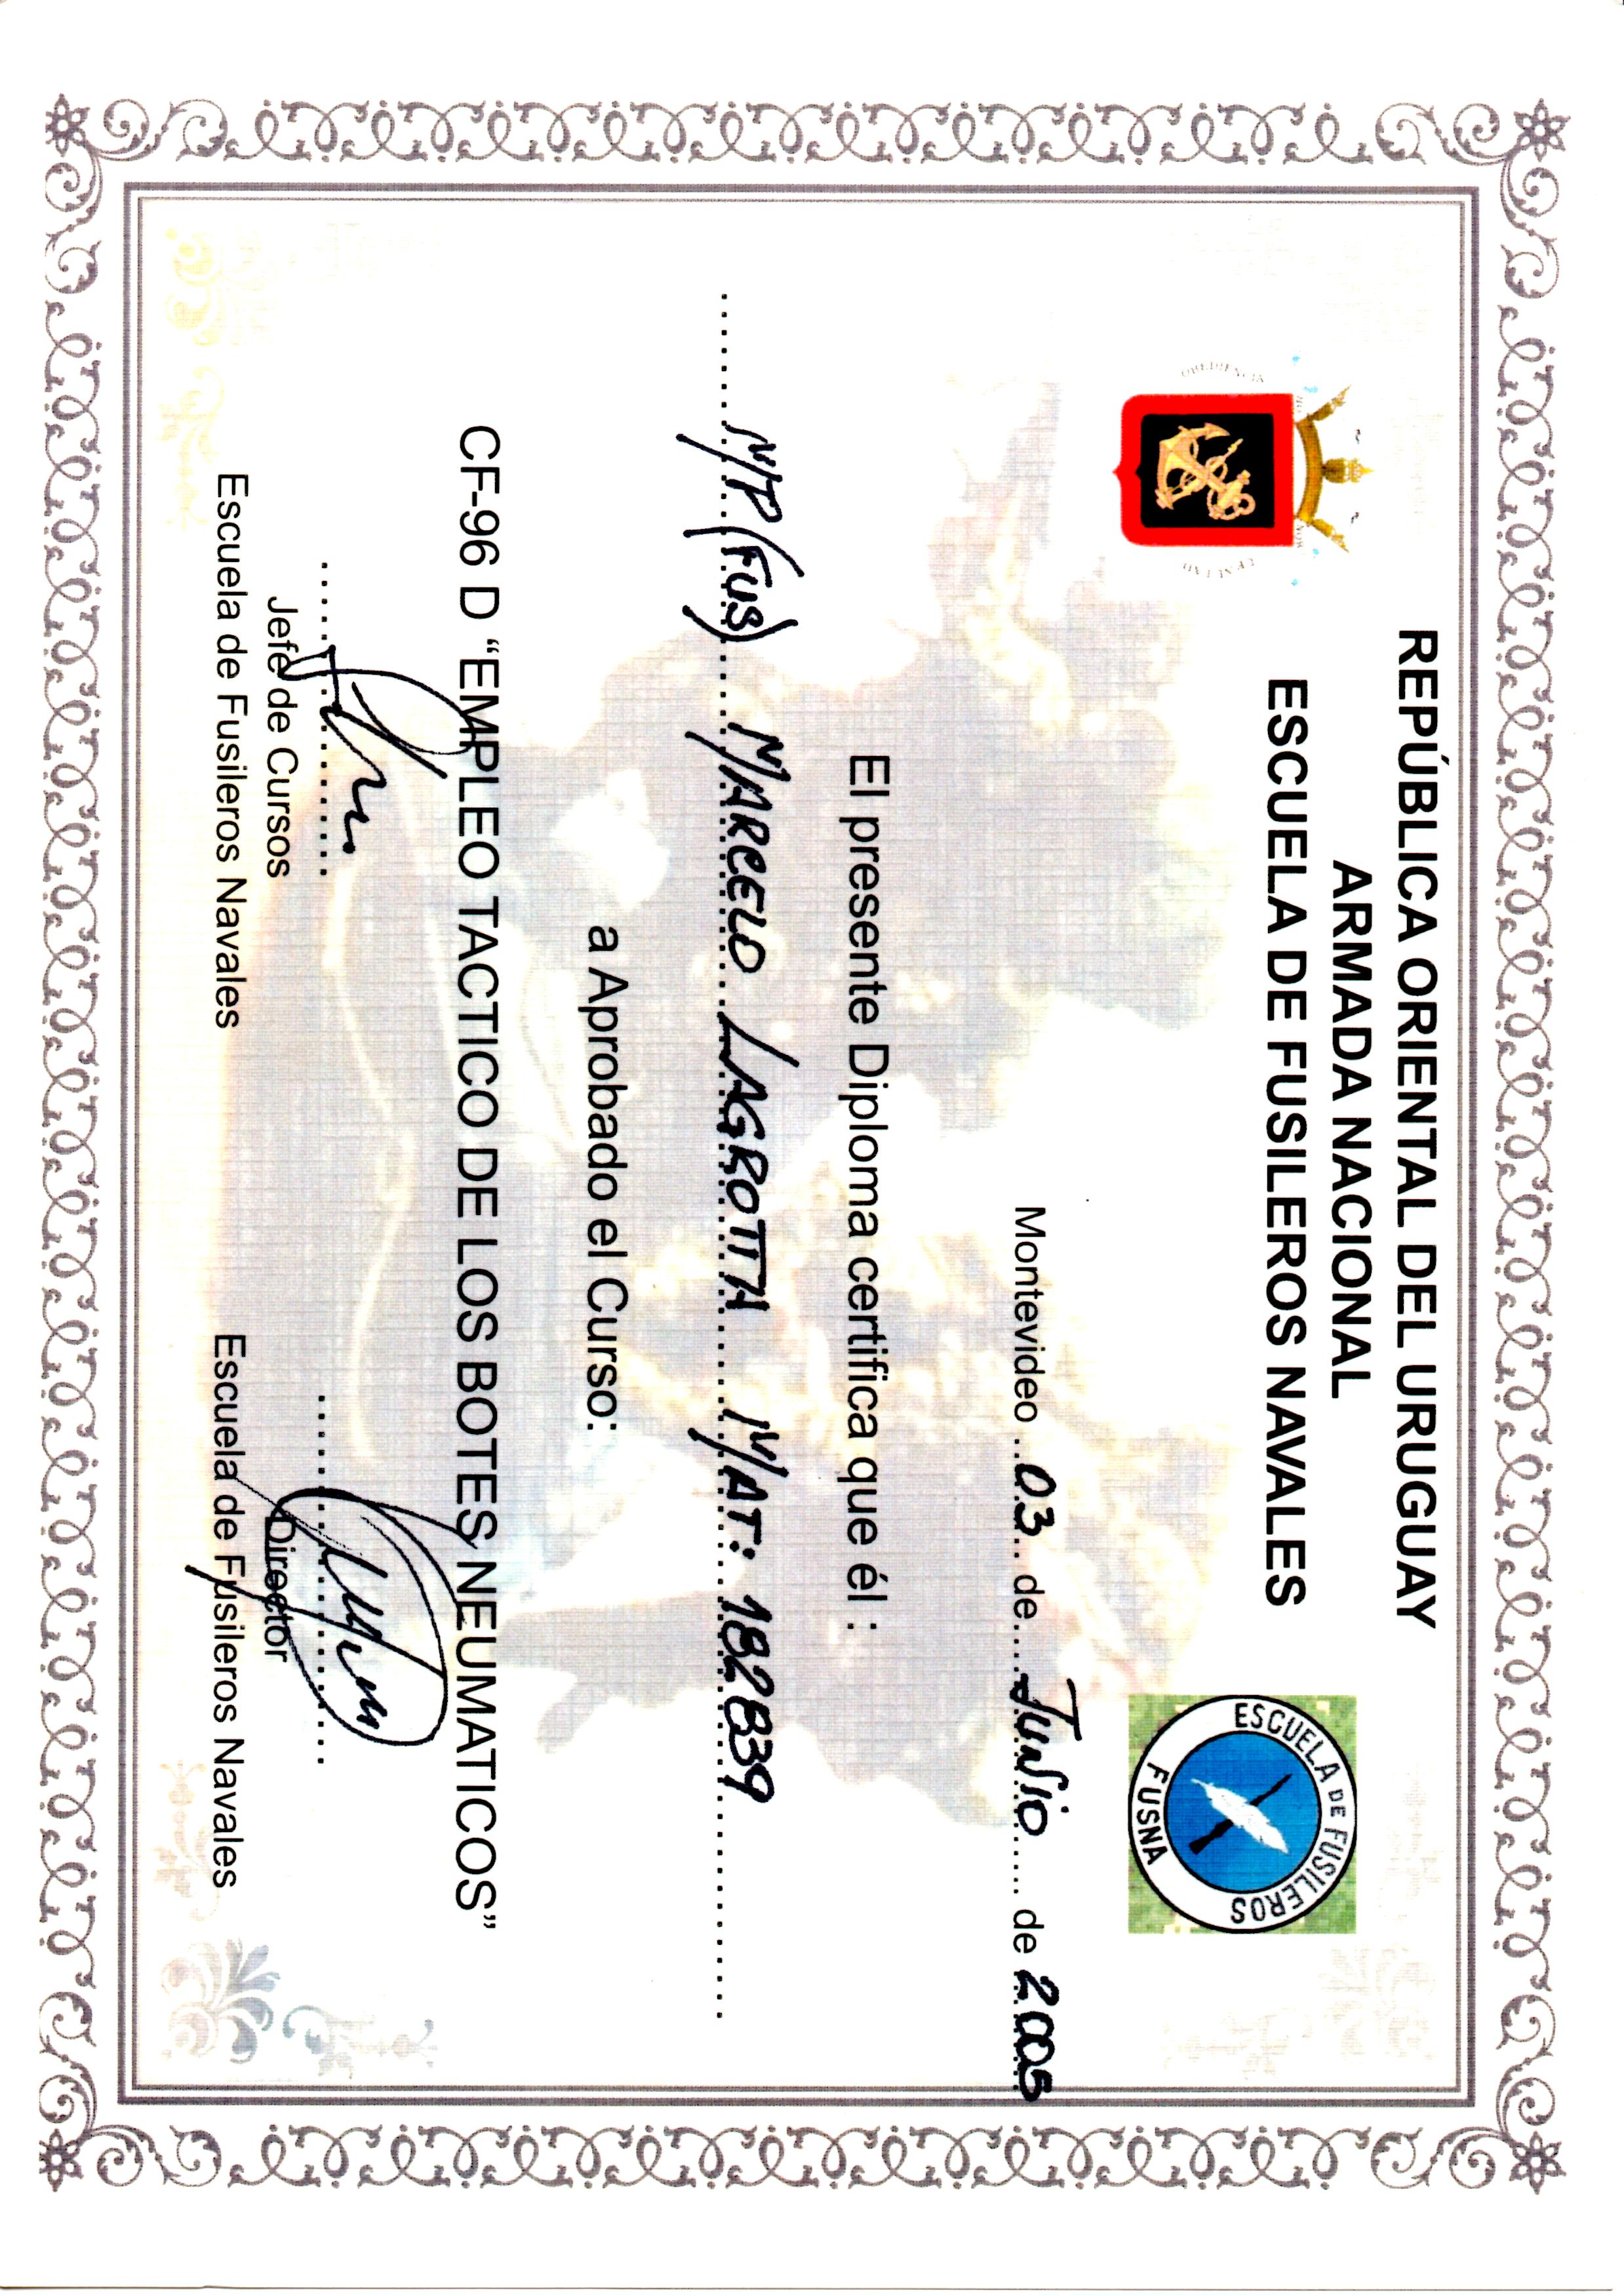 REPÚBLICA ORIENTAL DEL URUGUAY
ARMADA NACIONAL
ESCUELA DE FUSILEROS NAVALES
OBEDIENCIA
LEALTAD
ESCUELA DE FUSILEROS
FUSNA
Montevideo ..03.. de....Junio..... de 2005
El presente Diploma certifica que él :
M/P (FUS) MARCELO LAGROTTA MAT: 182839
a Aprobado el Curso:
CF-96 D “EMPLEO TACTICO DE LOS BOTES NEUMATICOS”
Jefe de Cursos
Escuela de Fusileros Navales
Director
Escuela de Fusileros Navales